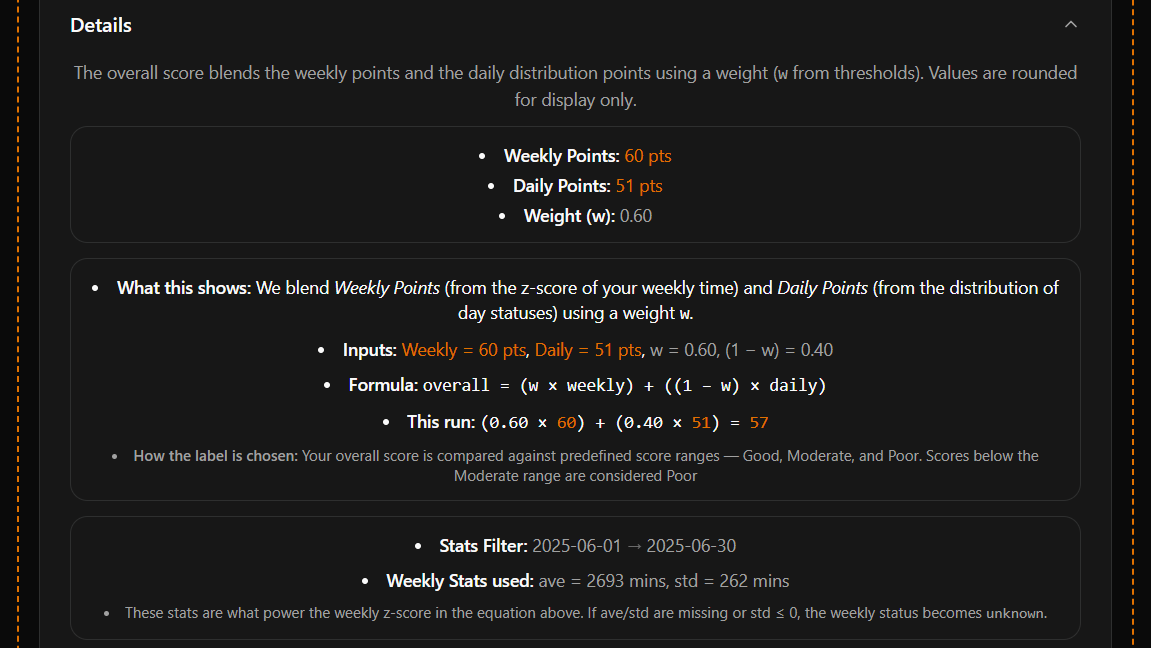 Details
The overall score blends the weekly points and the daily distribution points using a weight (w from thresholds). Values are rounded
for display only.
• Weekly Points: 60 pts
• Daily Points: 51 pts
• Weight (w): 0.60
• What this shows: We blend Weekly Points (from the z-score of your weekly time) and Daily Points (from the distribution of
day statuses) using a weight w.
• Inputs: Weekly = 60 pts, Daily = 51 pts, w = 0.60, (1 − w) = 0.40
• Formula: overall = (w × weekly) + ((1 − w) × daily)
• This run: (0.60 × 60) + (0.40 × 51) = 57
• How the label is chosen: Your overall score is compared against predefined score ranges — Good, Moderate, and Poor. Scores below the
Moderate range are considered Poor
• Stats Filter: 2025-06-01 → 2025-06-30
• Weekly Stats used: ave = 2693 mins, std = 262 mins
• These stats are what power the weekly z-score in the equation above. If ave/std are missing or std ≤ 0, the weekly status becomes unknown.